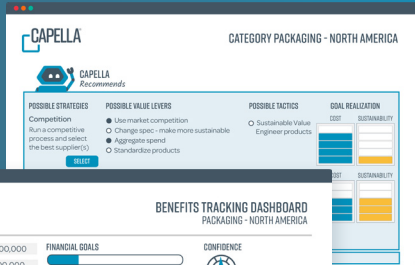 CAPELLA
CATEGORY PACKAGING - NORTH AMERICA
CAPELLA
Recommends
POSSIBLE STRATEGIES
POSSIBLE VALUE LEVERS
POSSIBLE TACTICS
GOAL REALIZATION
Competition
Run a competitive
process and select
the best supplier(s)
SELECT
Use market competition
Change spec - make more sustainable
Aggregate spend
Standardize products
Sustainable Value
Engineer products
COST
SUSTAINABILITY
COST
SUSTAINABILITY
BENEFITS TRACKING DASHBOARD
PACKAGING - NORTH AMERICA
00,000
FINANCIAL GOALS
CONFIDENCE